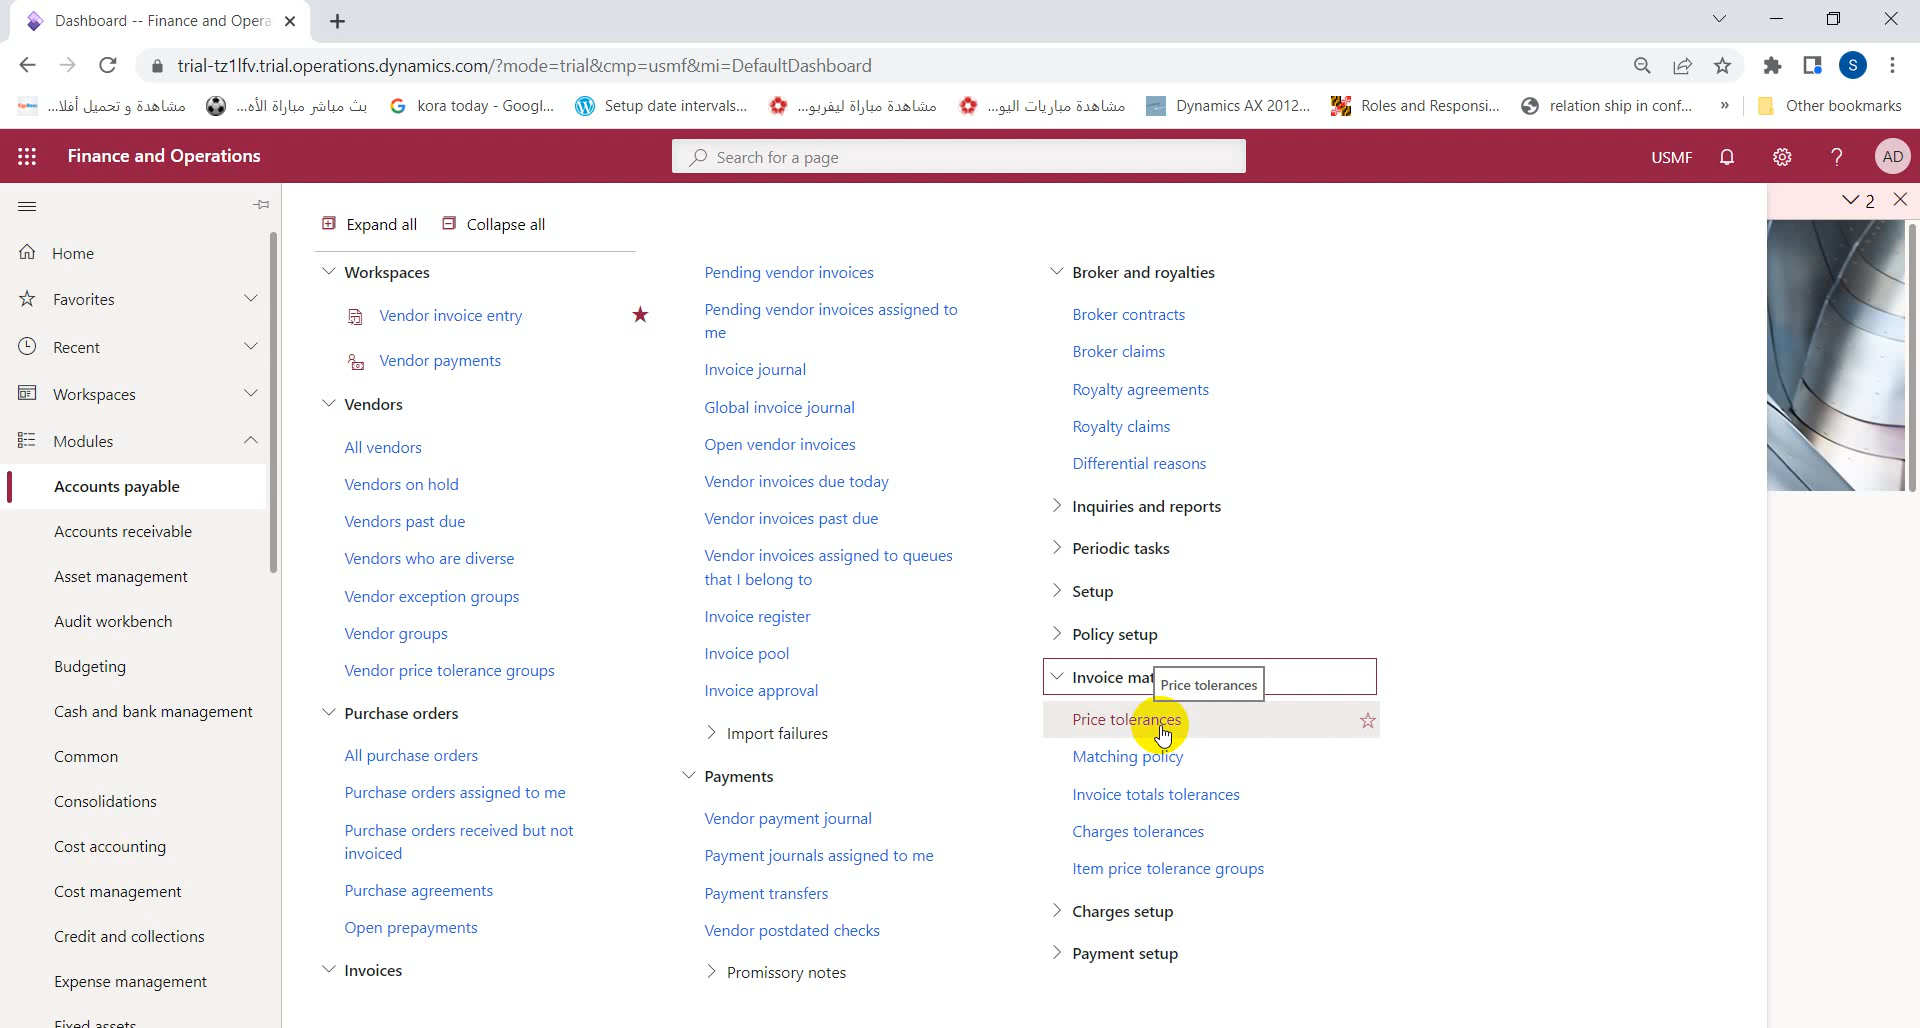 Dashboard -- Finance and Opera
trial-tz1lfv.trial.operations.dynamics.com/?mode=trial&cmp=usmf&mi=DefaultDashboard
S
مشاهدة و تحميل أفلا...
بث مباشر مباراة الأه...
kora today - Googl...
Setup date intervals...
مشاهدة مباراة ليفربو...
مشاهدة مباريات اليو...
Dynamics AX 2012...
Roles and Responsi...
relation ship in conf...
»
Other bookmarks
Finance and Operations
Search for a page
USMF
?
AD
2
Home
Favorites
Recent
Workspaces
Modules
Accounts payable
Accounts receivable
Asset management
Audit workbench
Budgeting
Cash and bank management
Common
Consolidations
Cost accounting
Cost management
Credit and collections
Expense management
Fixed assets
Expand all
Collapse all
Workspaces
Vendor invoice entry
Vendor payments
Vendors
All vendors
Vendors on hold
Vendors past due
Vendors who are diverse
Vendor exception groups
Vendor groups
Vendor price tolerance groups
Purchase orders
All purchase orders
Purchase orders assigned to me
Purchase orders received but not
invoiced
Purchase agreements
Open prepayments
Invoices
Pending vendor invoices
Pending vendor invoices assigned to
me
Invoice journal
Global invoice journal
Open vendor invoices
Vendor invoices due today
Vendor invoices past due
Vendor invoices assigned to queues
that I belong to
Invoice register
Invoice pool
Invoice approval
Import failures
Payments
Vendor payment journal
Payment journals assigned to me
Payment transfers
Vendor postdated checks
Promissory notes
Broker and royalties
Broker contracts
Broker claims
Royalty agreements
Royalty claims
Differential reasons
Inquiries and reports
Periodic tasks
Setup
Policy setup
Invoice mat
Price tolerances
Price tolerances
Matching policy
Invoice totals tolerances
Charges tolerances
Item price tolerance groups
Charges setup
Payment setup